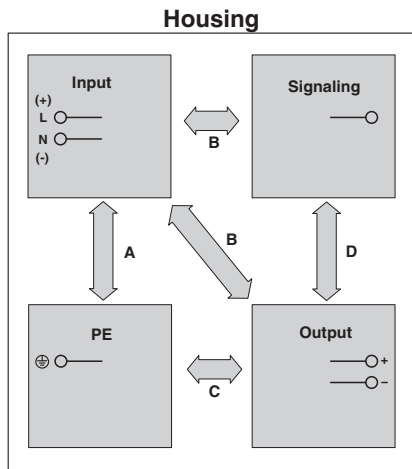 Housing
Input
(+)
L
N
(-)
Signaling
B
A
B
D
PE
Output
+
–
C